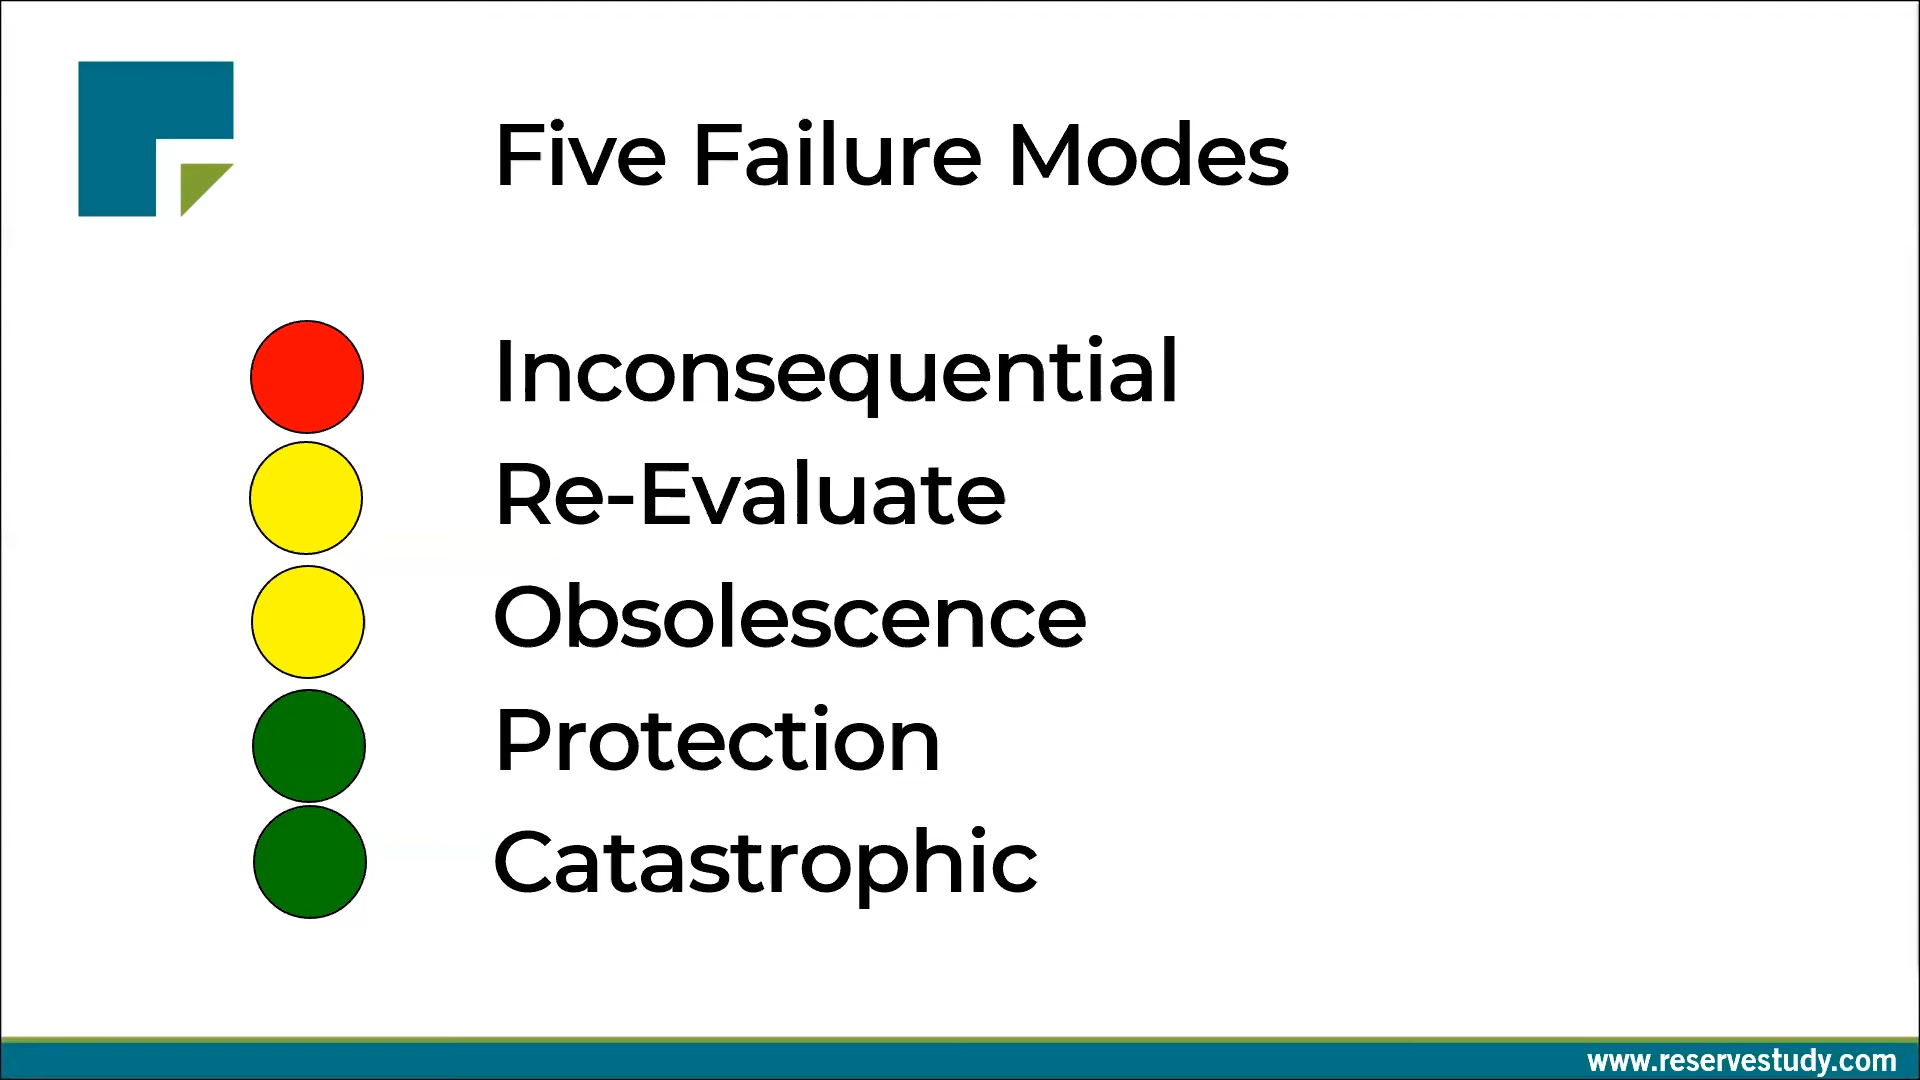 Five Failure Modes
Inconsequential
Re-Evaluate
Obsolescence
Protection
Catastrophic
www.reservestudy.com